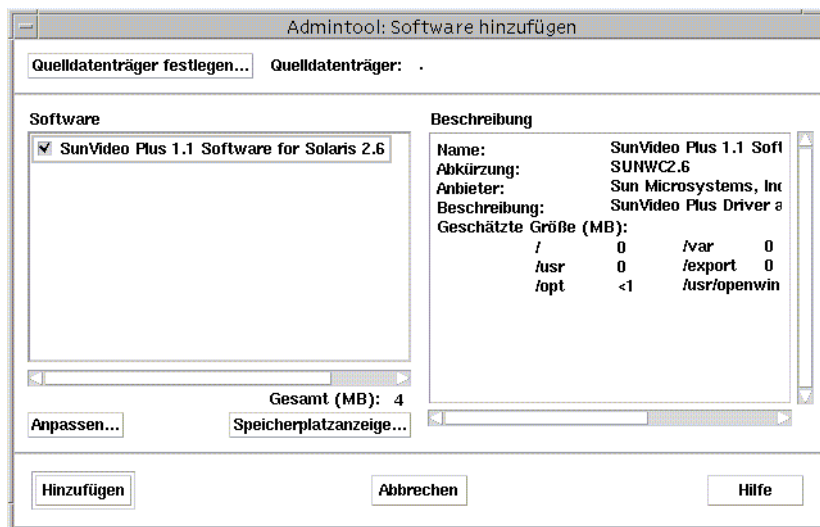 Admintool: Software hinzufügen
Quelldatenträger festlegen... Quelldatenträger: .
Software
SunVideo Plus 1.1 Software for Solaris 2.6
Gesamt (MB): 4
Anpassen... Speicherplatzanzeige...
Beschreibung
Name: SunVideo Plus 1.1 Soft
Abkürzung: SUNWC2.6
Anbieter: Sun Microsystems, Inc
Beschreibung: SunVideo Plus Driver a
Geschätzte Größe (MB):
/ 0 /var 0
/usr 0 /export 0
/opt <1 /usr/openwin
Hinzufügen Abbrechen Hilfe